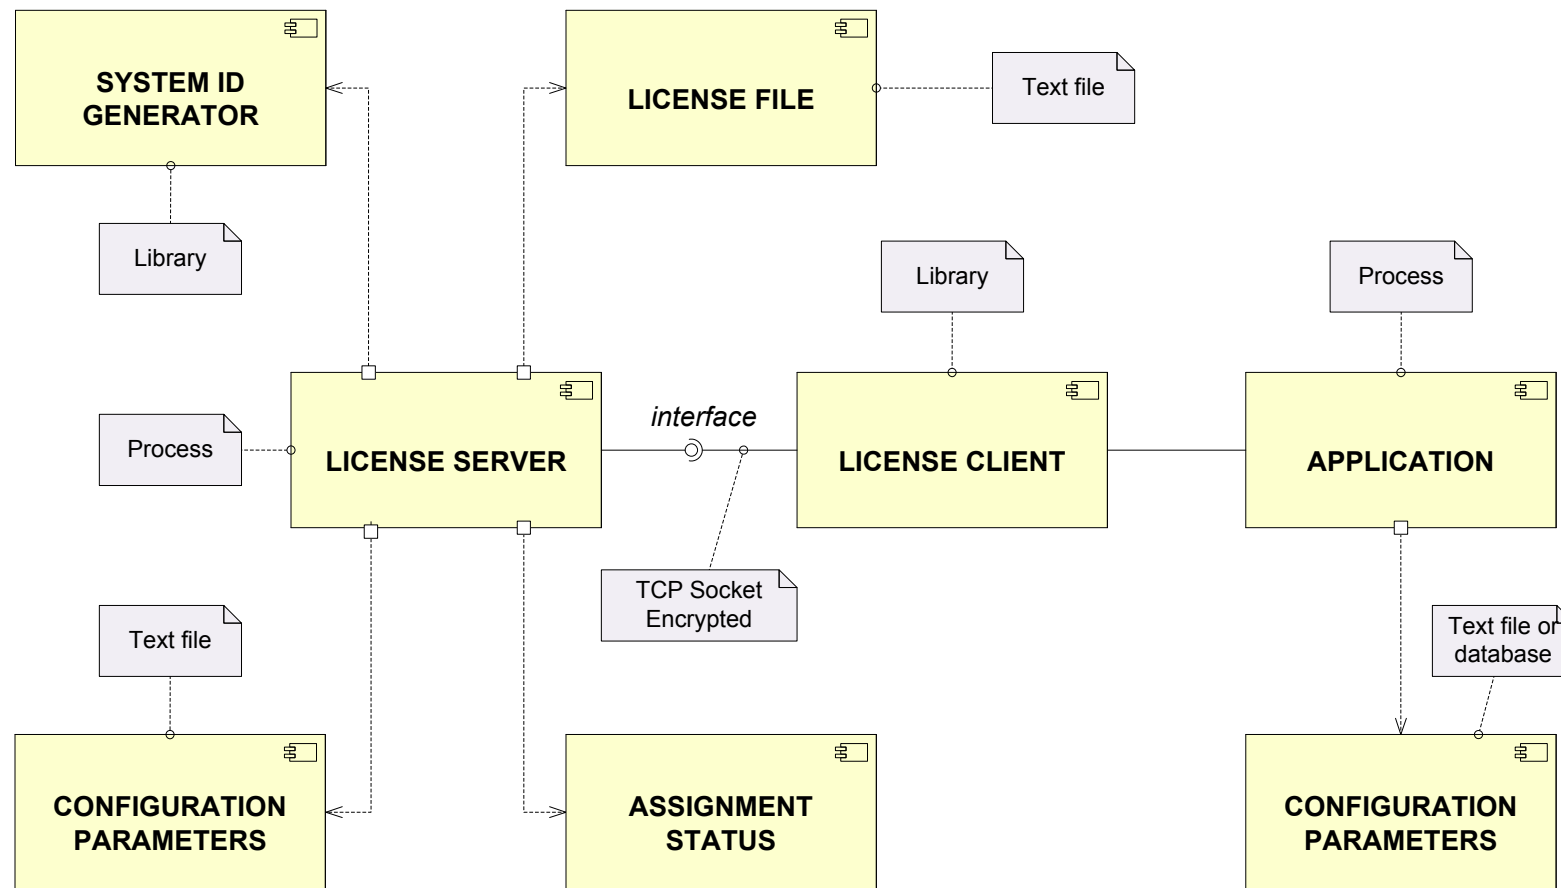 SYSTEM ID
GENERATOR
LICENSE FILE
Text file
Library
Library
Process
Process
LICENSE SERVER
interface
LICENSE CLIENT
APPLICATION
TCP Socket
Encrypted
Text file
Text file or
database
CONFIGURATION
PARAMETERS
ASSIGNMENT
STATUS
CONFIGURATION
PARAMETERS